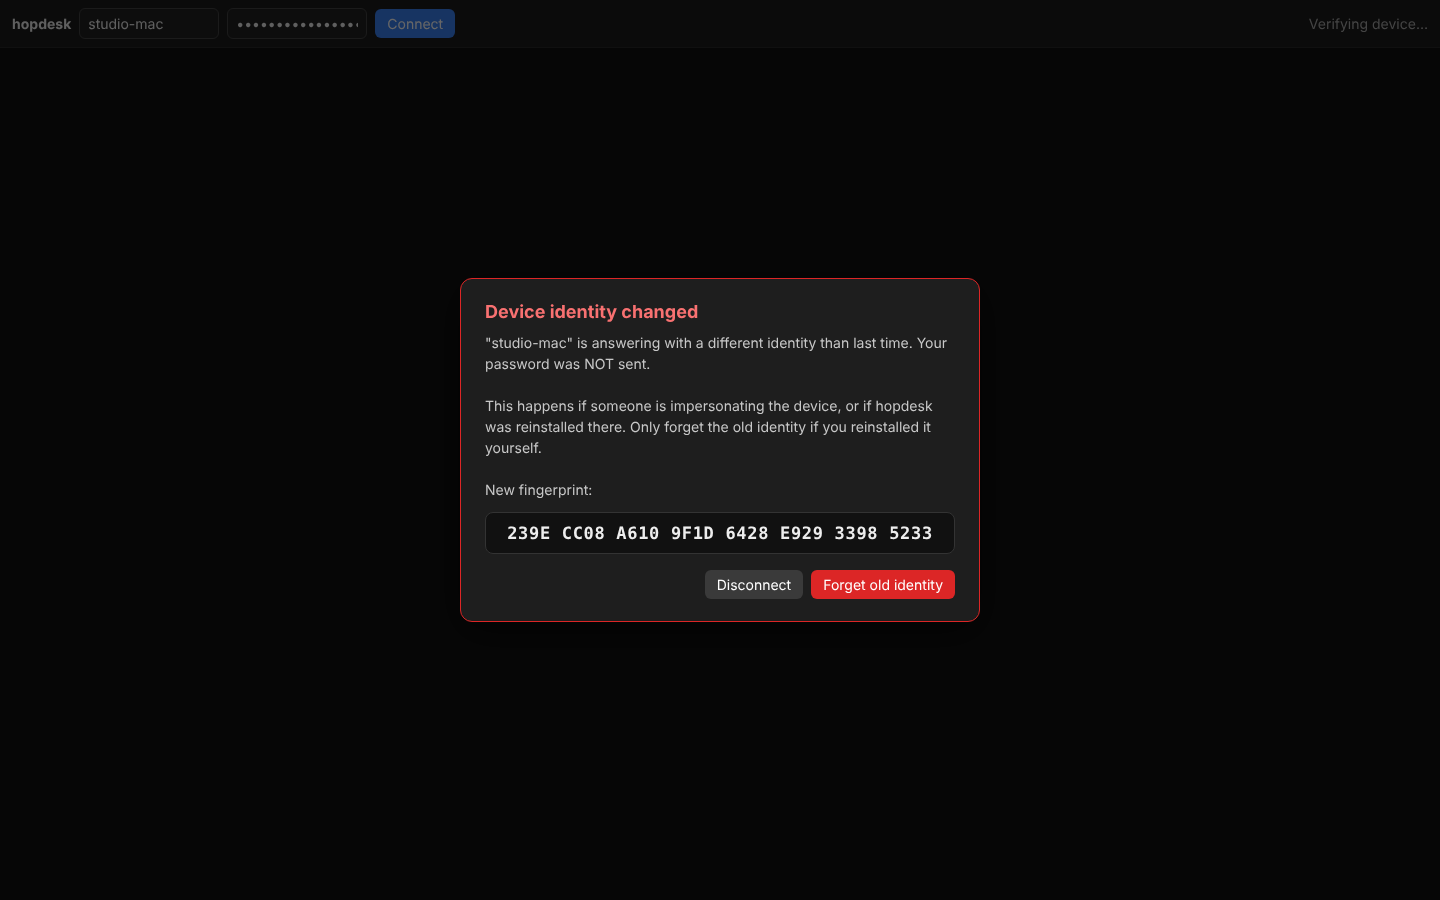 hopdesk studio-mac •••••••••••••••• Connect Verifying device...
Device identity changed
"studio-mac" is answering with a different identity than last time. Your
password was NOT sent.
This happens if someone is impersonating the device, or if hopdesk
was reinstalled there. Only forget the old identity if you reinstalled it
yourself.
New fingerprint:
239E CC08 A610 9F1D 6428 E929 3398 5233
Disconnect Forget old identity